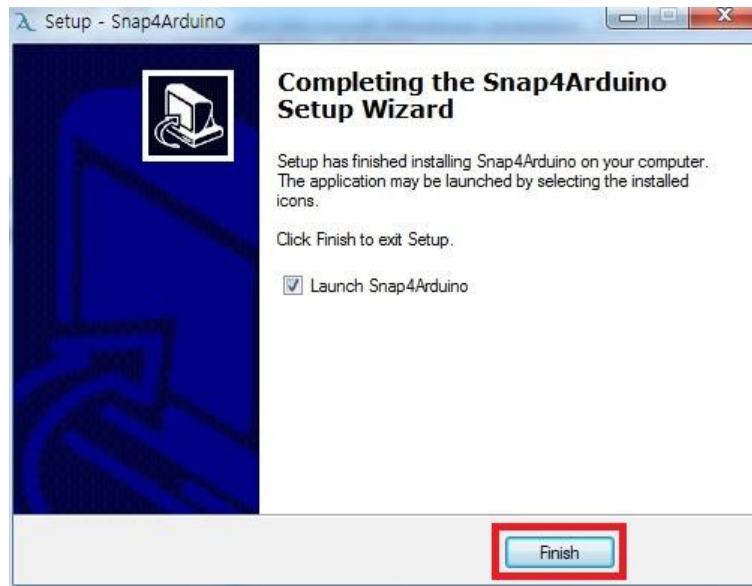 Setup - Snap4Arduino
Completing the Snap4Arduino
Setup Wizard
Setup has finished installing Snap4Arduino on your computer.
The application may be launched by selecting the installed
icons.
Click Finish to exit Setup.
Launch Snap4Arduino
Finish